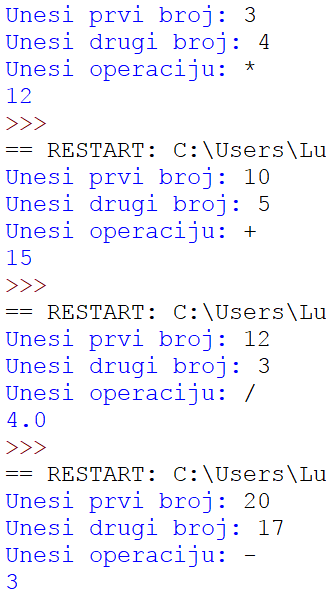 Unesi prvi broj: 3
Unesi drugi broj: 4
Unesi operaciju: *
12
>>>
== RESTART: C:\Users\Lu
Unesi prvi broj: 10
Unesi drugi broj: 5
Unesi operaciju: +
15
>>>
== RESTART: C:\Users\Lu
Unesi prvi broj: 12
Unesi drugi broj: 3
Unesi operaciju: /
4.0
>>>
== RESTART: C:\Users\Lu
Unesi prvi broj: 20
Unesi drugi broj: 17
Unesi operaciju: -
3